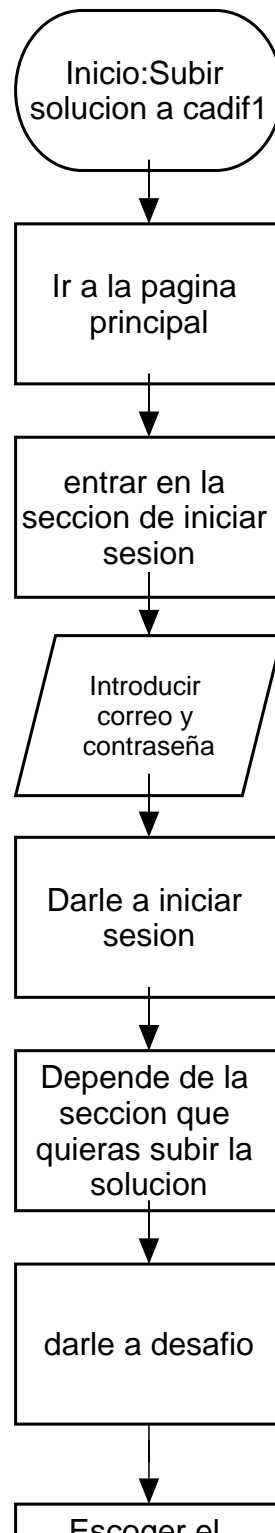 Inicio:Subir
solucion a cadif1
Ir a la pagina
principal
entrar en la
seccion de iniciar
sesion
Introducir
correo y
contraseña
Darle a iniciar
sesion
Depende de la
seccion que
quieras subir la
solucion
darle a desafio
Escoger el